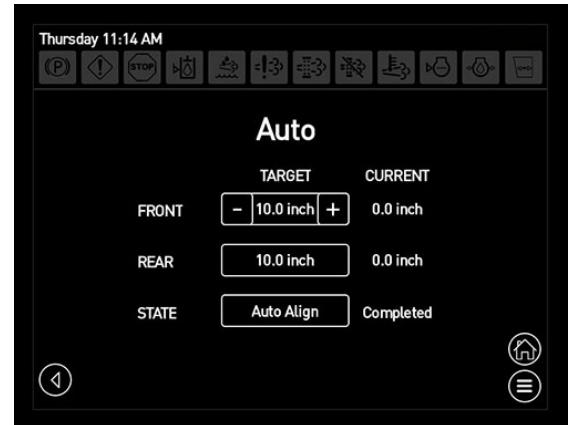 Thursday 11:14 AM
(P) STOP
Auto
TARGET CURRENT
FRONT - 10.0 inch + 0.0 inch
REAR 10.0 inch 0.0 inch
STATE Auto Align Completed